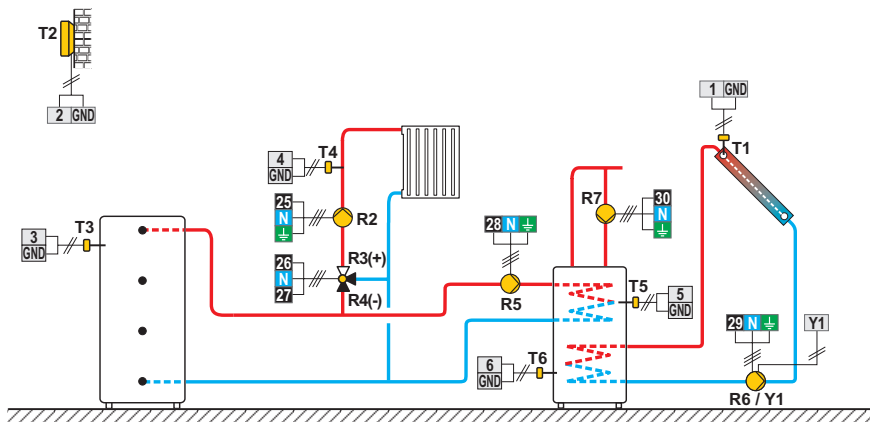 T2
2 GND
1 GND
T1
4
GND
T4
25
N
R2
R7
30
N
3
GND
T3
28 N
26
N
27
R3(+)
R4(-)
R5
T5
5
GND
29 N
Y1
6
GND
T6
R6 / Y1